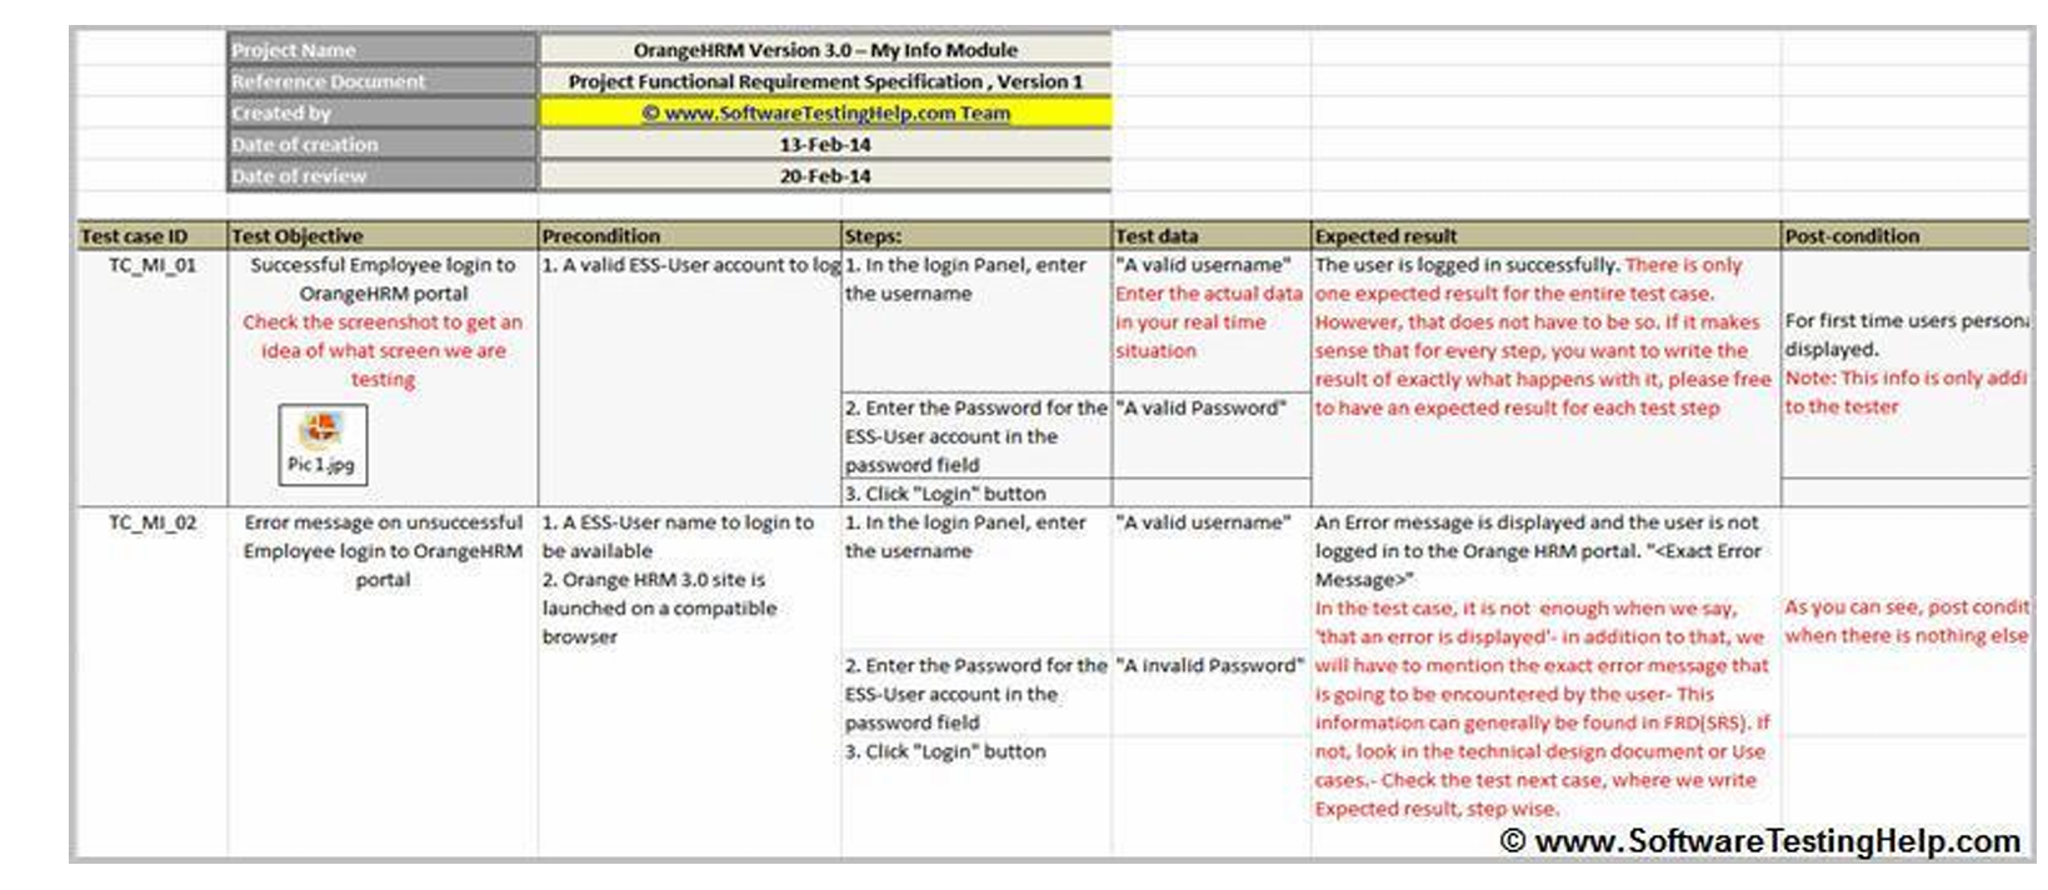 Project Name
OrangeHRM Version 3.0 – My Info Module
Reference Document
Project Functional Requirement Specification , Version 1
Created by
© www.SoftwareTestingHelp.com Team
Date of creation
13-Feb-14
Date of review
20-Feb-14
Test case ID
Test Objective
Precondition
Steps:
Test data
Expected result
Post-condition
TC_MI_01
Successful Employee login to
OrangeHRM portal
Check the screenshot to get an
idea of what screen we are
testing
Pic 1.jpg
1. A valid ESS-User account to log
1. In the login Panel, enter
the username
"A valid username"
Enter the actual data
in your real time
situation
2. Enter the Password for the
ESS-User account in the
password field
"A valid Password"
3. Click "Login" button
The user is logged in successfully. There is only
one expected result for the entire test case.
However, that does not have to be so. If it makes
sense that for every step, you want to write the
result of exactly what happens with it, please free
to have an expected result for each test step
For first time users persona
displayed.
Note: This info is only addi
to the tester
TC_MI_02
Error message on unsuccessful
Employee login to OrangeHRM
portal
1. A ESS-User name to login to
be available
2. Orange HRM 3.0 site is
launched on a compatible
browser
1. In the login Panel, enter
the username
"A valid username"
2. Enter the Password for the
ESS-User account in the
password field
"A invalid Password"
3. Click "Login" button
An Error message is displayed and the user is not
logged in to the Orange HRM portal. "<Exact Error
Message>"
In the test case, it is not enough when we say,
'that an error is displayed'- in addition to that, we
will have to mention the exact error message that
is going to be encountered by the user- This
information can generally be found in FRD(SRS). If
not, look in the technical design document or Use
cases.- Check the test next case, where we write
Expected result, step wise.
As you can see, post condit
when there is nothing else
© www.SoftwareTestingHelp.com